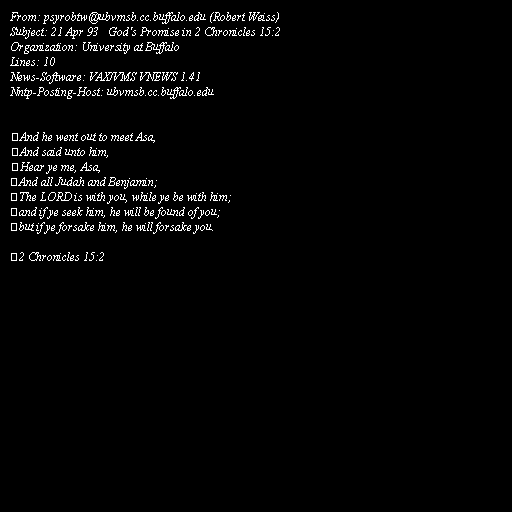 From: psyrobtw@ubvmsb.cc.buffalo.edu (Robert Weiss)
Subject: 21 Apr 93 God's Promise in 2 Chronicles 15:2
Organization: University at Buffalo
Lines: 10
News-Software: VAX/VMS VNEWS 1.41
Nntp-Posting-Host: ubvmsb.cc.buffalo.edu
And he went out to meet Asa,
And said unto him,
Hear ye me, Asa,
And all Judah and Benjamin;
The LORD is with you, while ye be with him;
and if ye seek him, he will be found of you;
but if ye forsake him, he will forsake you.
2 Chronicles 15:2